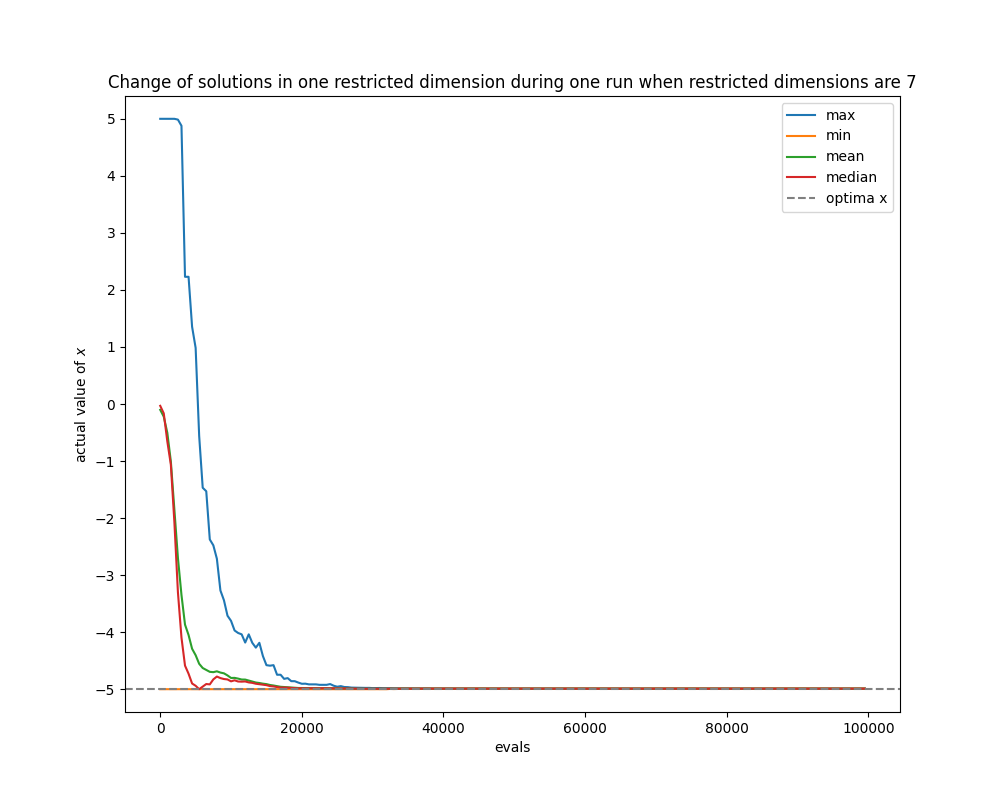 Change of solutions in one restricted dimension during one run when restricted dimensions are 7
max
min
mean
median
optima x
actual value of x
5
4
3
2
1
0
−1
−2
−3
−4
−5
0
20000
40000
60000
80000
100000
evals